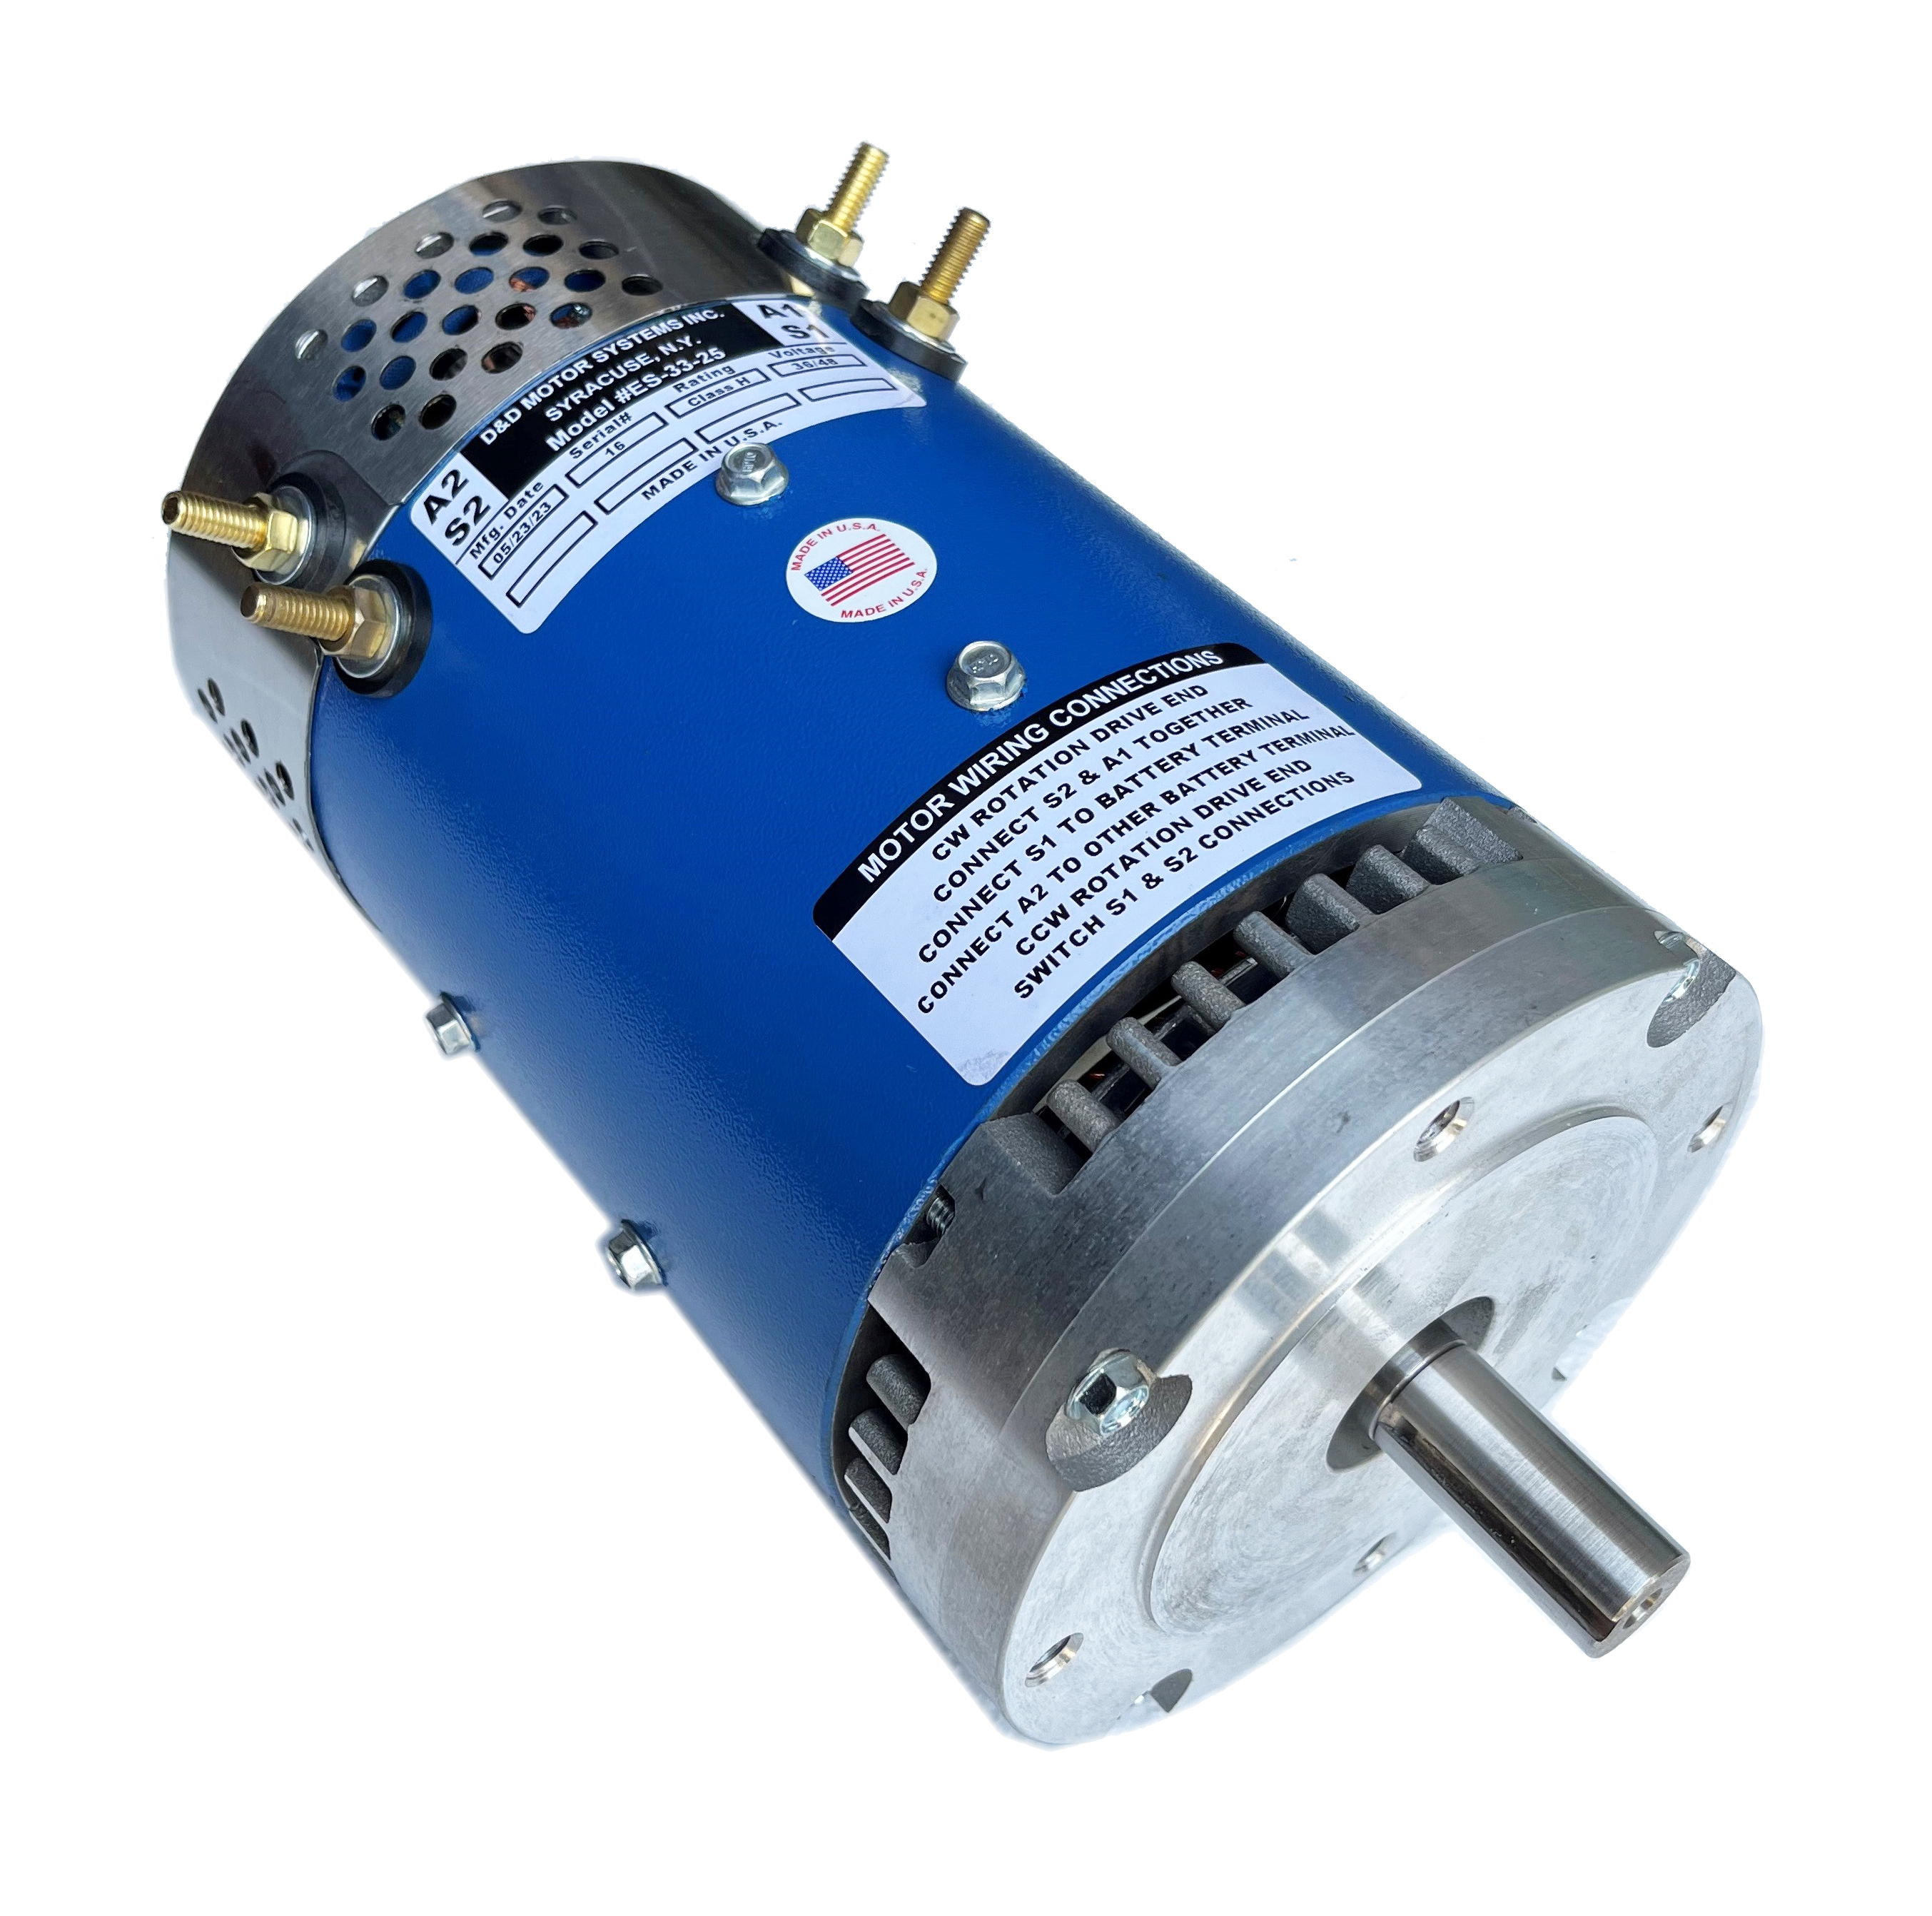 D&D MOTOR SYSTEMS INC.
SYRACUSE, N.Y.
Model #ES-33-25
A2
S2
A1
S1
Mfg. Date Serial# Rating Voltage
05/23/23 16 Class H 36/48
MADE IN U.S.A.
MADE IN U.S.A.
MADE IN U.S.A.
MOTOR WIRING CONNECTIONS
CW ROTATION DRIVE END
CONNECT S2 & A1 TOGETHER
CONNECT S1 TO BATTERY TERMINAL
CONNECT A2 TO OTHER BATTERY TERMINAL
CCW ROTATION DRIVE END
SWITCH S1 & S2 CONNECTIONS